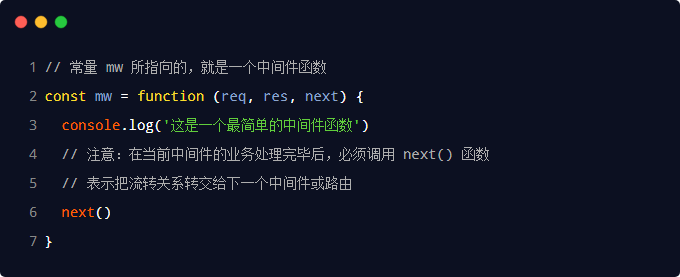 1 // 常量 mw 所指向的，就是一个中间件函数
2 const mw = function (req, res, next) {
3   console.log('这是一个最简单的中间件函数')
4   // 注意：在当前中间件的业务处理完毕后，必须调用 next() 函数
5   // 表示把流转关系转交给下一个中间件或路由
6   next()
7 }